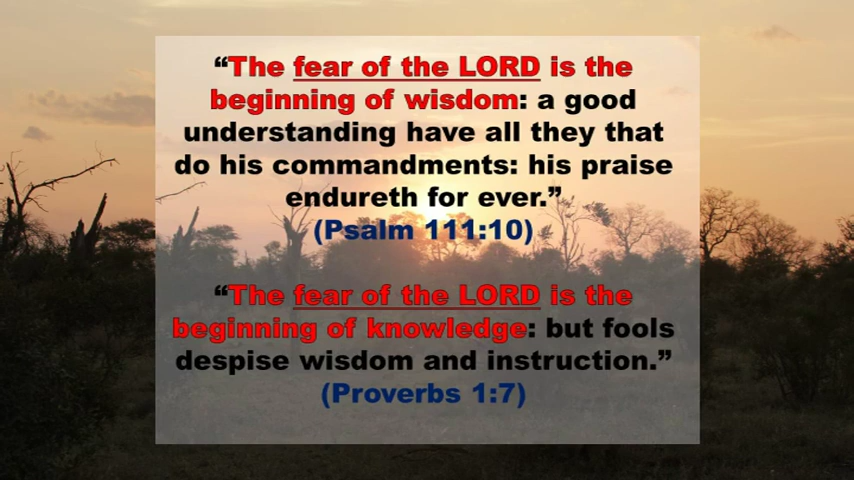 “The fear of the LORD is the
beginning of wisdom: a good
understanding have all they that
do his commandments: his praise
endureth for ever.”
(Psalm 111:10)
“The fear of the LORD is the
beginning of knowledge: but fools
despise wisdom and instruction.”
(Proverbs 1:7)